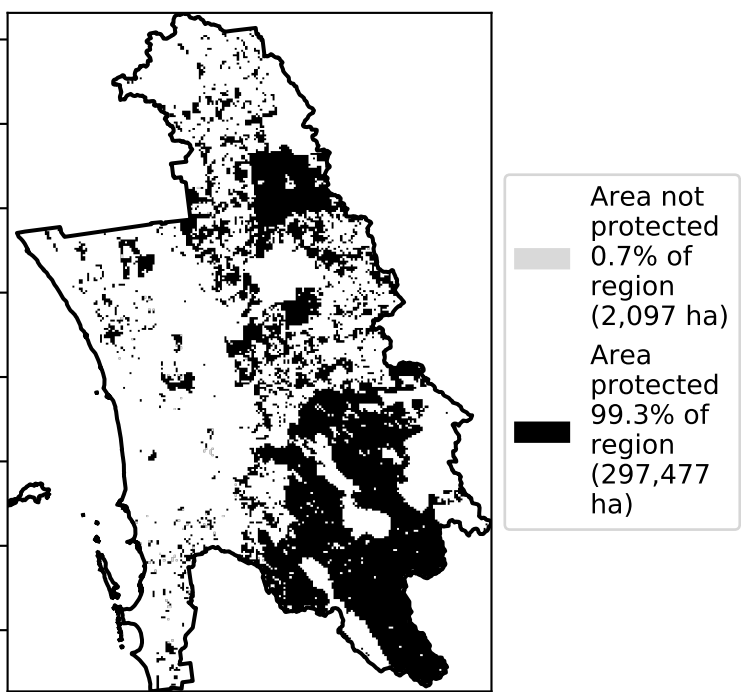 Area not
protected
0.7% of
region
(2,097 ha)
Area
protected
99.3% of
region
(297,477
ha)